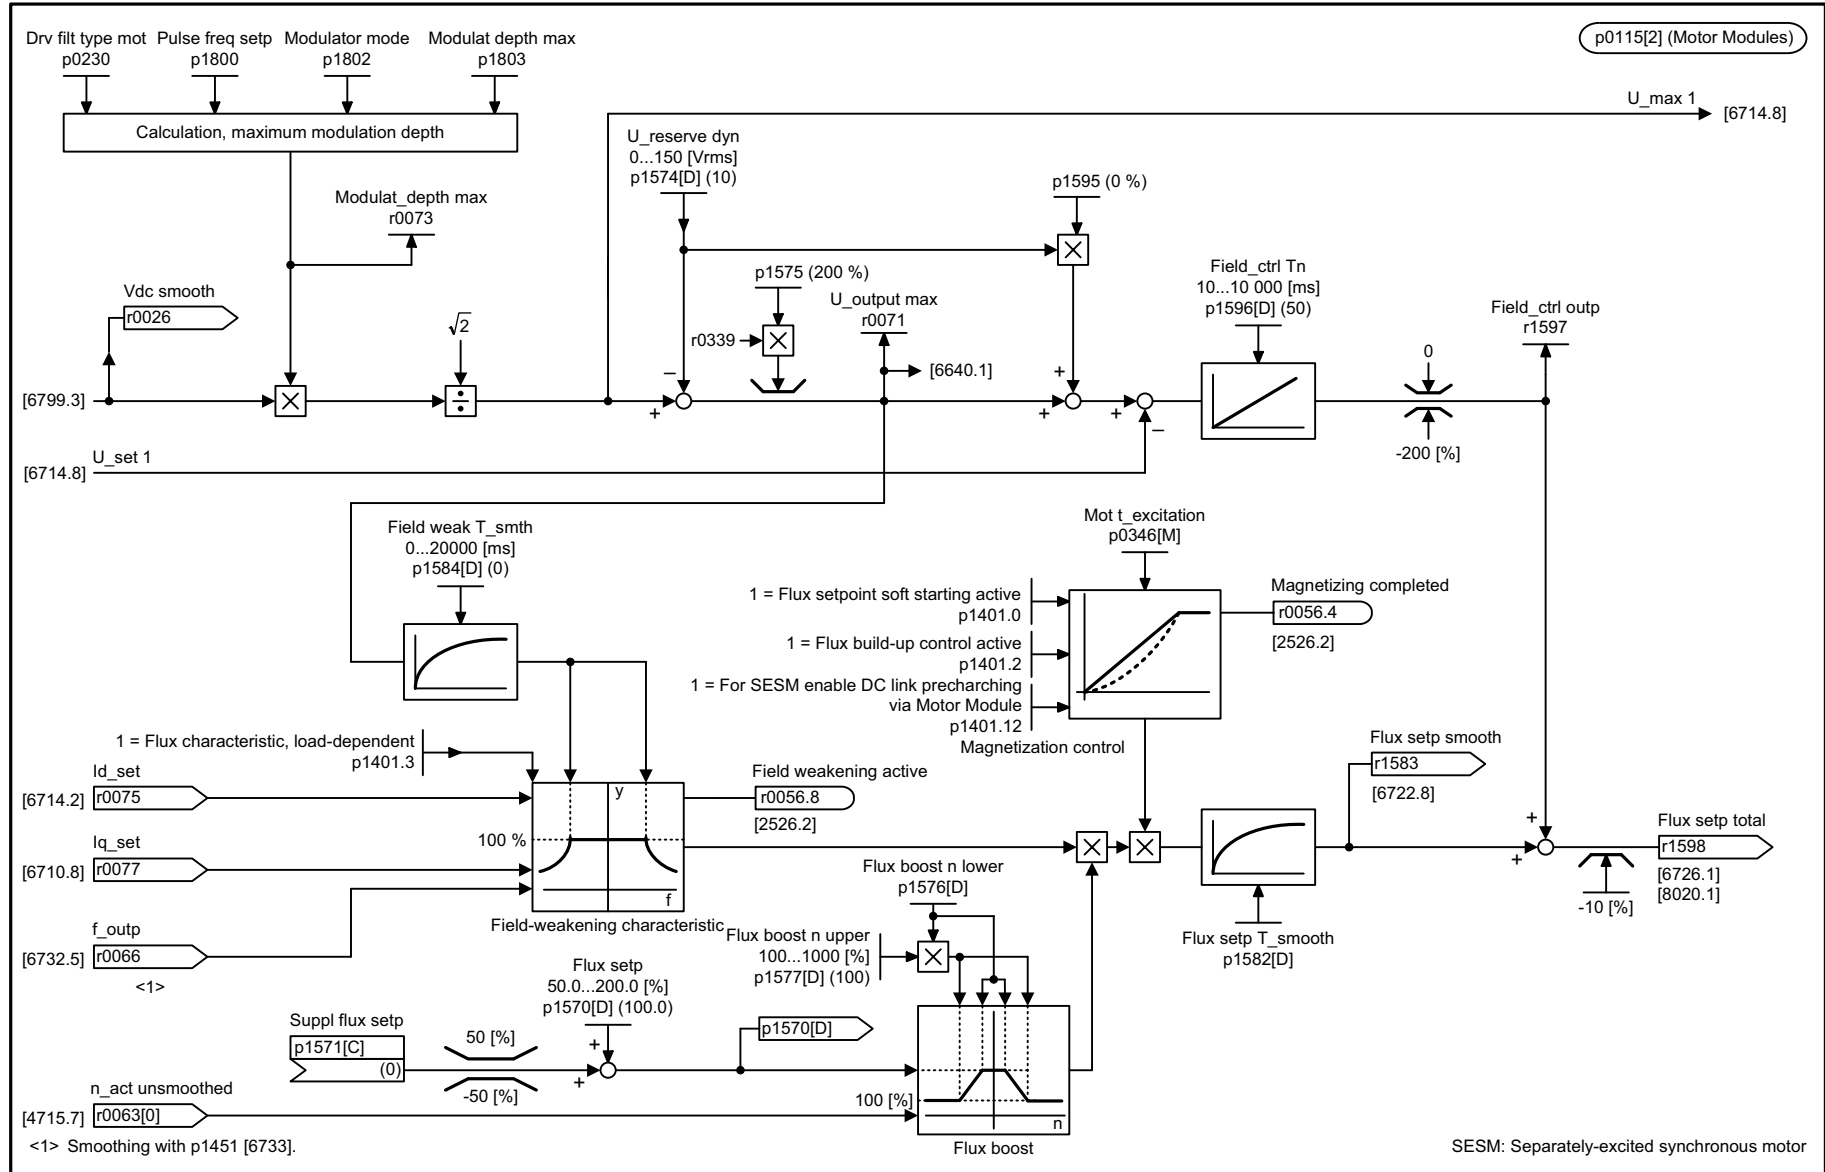 Drv filt type mot
p0230
Pulse freq setp
p1800
Modulator mode
p1802
Modulat depth max
p1803
p0115[2] (Motor Modules)
Calculation, maximum modulation depth
U_max 1
[6714.8]
U_reserve dyn
0...150 [Vrms]
p1574[D] (10)
p1595 (0 %)
Modulat_depth max
r0073
Vdc smooth
r0026
√2
p1575 (200 %)
r0339
U_output max
r0071
[6640.1]
Field_ctrl Tn
10...10 000 [ms]
p1596[D] (50)
Field_ctrl outp
r1597
0
-200 [%]
[6799.3]
×
÷
×
×
+
–
+
+
+
–
U_set 1
[6714.8]
Field weak T_smth
0...20000 [ms]
p1584[D] (0)
Mot t_excitation
p0346[M]
1 = Flux setpoint soft starting active
p1401.0
1 = Flux build-up control active
p1401.2
1 = For SESM enable DC link precharching
via Motor Module
p1401.12
Magnetization control
Magnetizing completed
r0056.4
[2526.2]
1 = Flux characteristic, load-dependent
p1401.3
Id_set
[6714.2]
r0075
Iq_set
[6710.8]
r0077
f_outp
[6732.5]
r0066
<1>
y
100 %
f
Field-weakening characteristic
Field weakening active
r0056.8
[2526.2]
Flux setp smooth
r1583
[6722.8]
×
×
+
+
Flux setp total
r1598
[6726.1]
[8020.1]
-10 [%]
Flux setp T_smooth
p1582[D]
Flux boost n lower
p1576[D]
Flux boost n upper
100...1000 [%]
p1577[D] (100)
×
Flux setp
50.0...200.0 [%]
p1570[D] (100.0)
Suppl flux setp
p1571[C]
(0)
50 [%]
-50 [%]
+
+
p1570[D]
100 [%]
n
Flux boost
n_act unsmoothed
[4715.7]
r0063[0]
<1> Smoothing with p1451 [6733].
SESM: Separately-excited synchronous motor